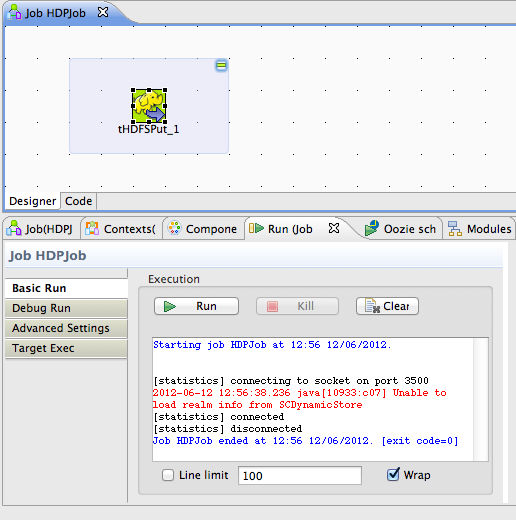 Job HDPJob
tHDFSPut_1
Designer Code
Job(HDPJ Contexts( Compone Run (Job Oozie sch Modules
Job HDPJob
Basic Run
Debug Run
Advanced Settings
Target Exec
Execution
Run Kill Clear
Starting job HDPJob at 12:56 12/06/2012.
[statistics] connecting to socket on port 3500
2012-06-12 12:56:38.236 java[10933:c07] Unable to
load realm info from SCDynamicStore
[statistics] connected
[statistics] disconnected
Job HDPJob ended at 12:56 12/06/2012. [exit code=0]
Line limit 100 Wrap